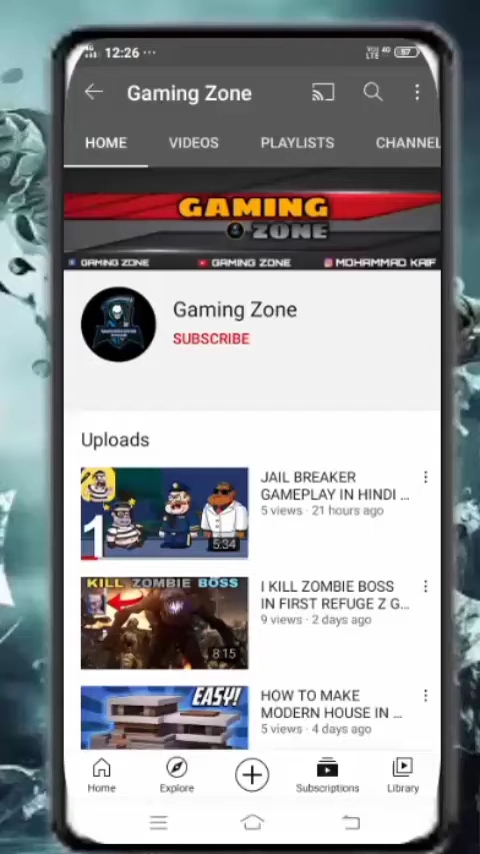 12:26 ...
VoLTE 4G 57
Gaming Zone
HOME VIDEOS PLAYLISTS CHANNEL
GAMING
ZONE
GAMING ZONE GAMING ZONE MOHAMMAD KAIF
Gaming Zone
SUBSCRIBE
Uploads
JAIL BREAKER
GAMEPLAY IN HINDI ...
5 views · 21 hours ago
1
5:34
KILL ZOMBIE BOSS
I KILL ZOMBIE BOSS
IN FIRST REFUGE Z G...
9 views · 2 days ago
8:15
EASY!
HOW TO MAKE
MODERN HOUSE IN ...
5 views · 4 days ago
Home Explore Subscriptions Library